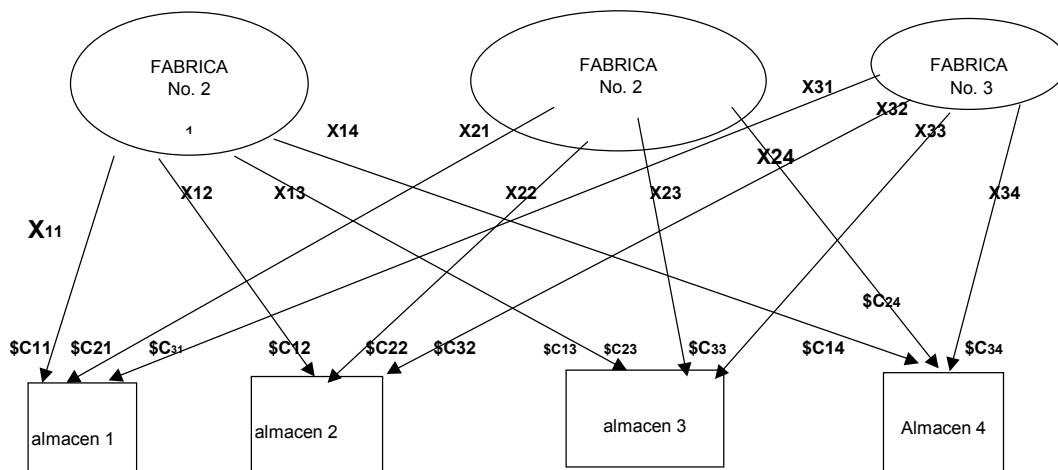 FABRICA
No. 2
1
FABRICA
No. 2
FABRICA
No. 3
X31
X32
X14
X21
X33
X24
X12
X13
X22
X23
X34
X11
$C24
$C11
$C21
$C31
$C12
$C22
$C32
$C13
$C23
$C33
$C14
$C34
almacen 1
almacen 2
almacen 3
Almacen 4